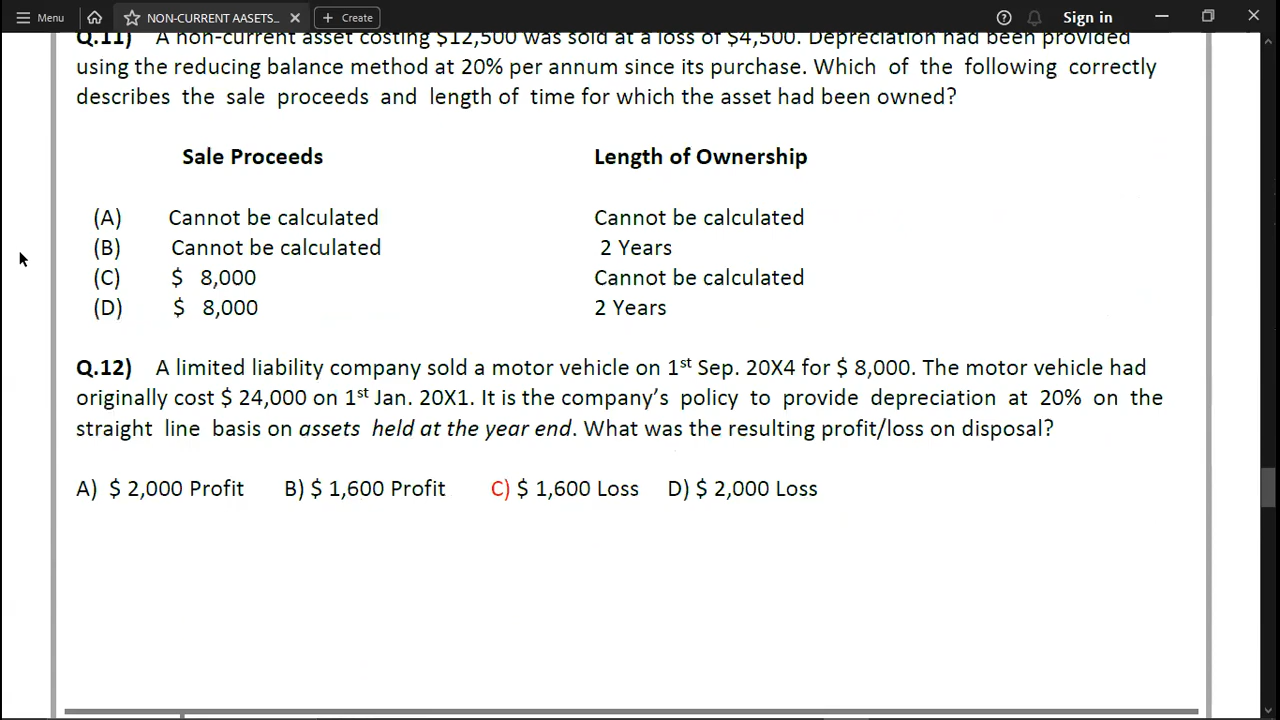 Menu
NON-CURRENT AASETS...
Create
Sign in
Q.11) A non-current asset costing $12,500 was sold at a loss of $4,500. Depreciation had been provided
using the reducing balance method at 20% per annum since its purchase. Which of the following correctly
describes the sale proceeds and length of time for which the asset had been owned?
Sale Proceeds Length of Ownership
(A) Cannot be calculated Cannot be calculated
(B) Cannot be calculated 2 Years
(C) $ 8,000 Cannot be calculated
(D) $ 8,000 2 Years
Q.12) A limited liability company sold a motor vehicle on 1st Sep. 20X4 for $ 8,000. The motor vehicle had
originally cost $ 24,000 on 1st Jan. 20X1. It is the company's policy to provide depreciation at 20% on the
straight line basis on assets held at the year end. What was the resulting profit/loss on disposal?
A) $ 2,000 Profit B) $ 1,600 Profit C) $ 1,600 Loss D) $ 2,000 Loss